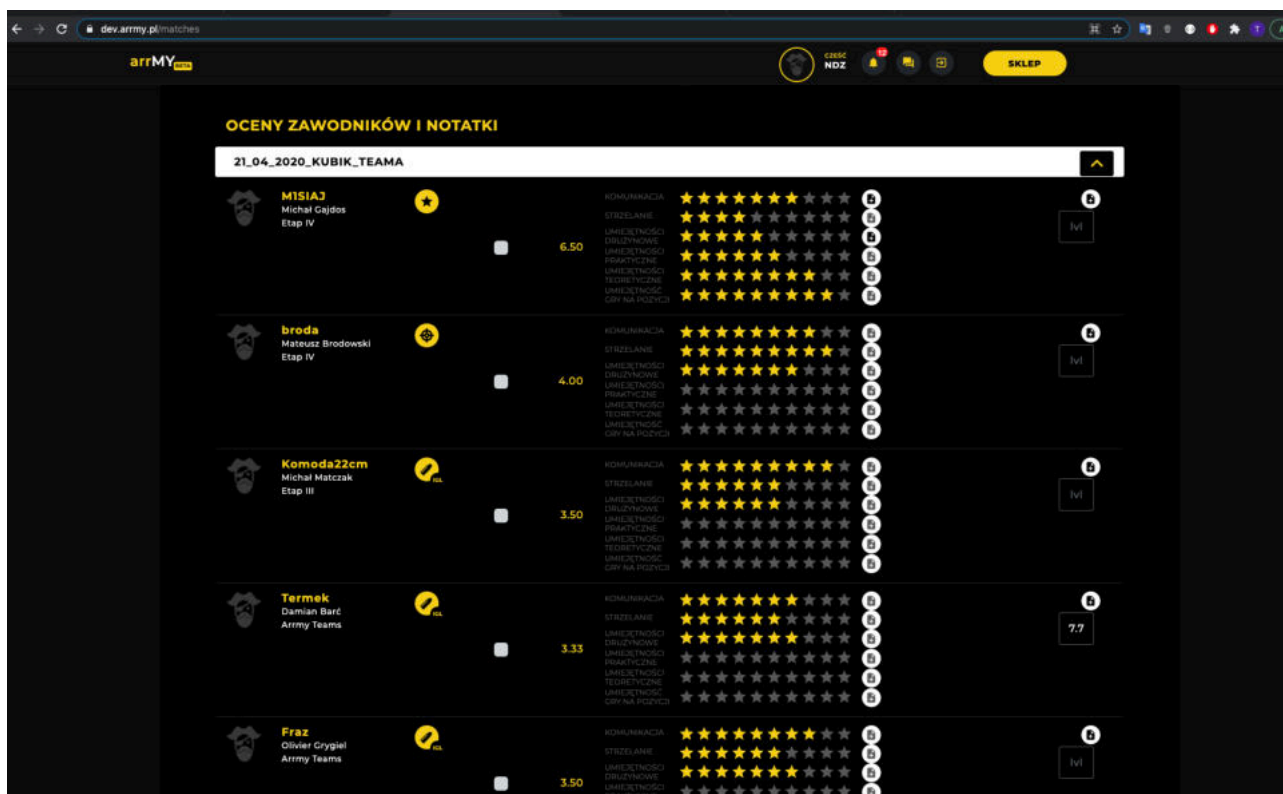 dev.arrmy.pl/matches
arrMY BETA
CZEŚĆ
NDZ
12
SKLEP
OCENY ZAWODNIKÓW I NOTATKI
21_04_2020_KUBIK_TEAMA
M1SIAJ
Michał Gajdos
Etap IV
6.50
KOMUNIKACJA
STRZELANIE
UMIEJĘTNOŚCI
DRUŻYNOWE
UMIEJĘTNOŚCI
PRAKTYCZNE
UMIEJĘTNOŚCI
TEORETYCZNE
UMIEJĘTNOŚĆ
GRY NA POZYCJI
lvl
broda
Mateusz Brodowski
Etap IV
4.00
KOMUNIKACJA
STRZELANIE
UMIEJĘTNOŚCI
DRUŻYNOWE
UMIEJĘTNOŚCI
PRAKTYCZNE
UMIEJĘTNOŚCI
TEORETYCZNE
UMIEJĘTNOŚĆ
GRY NA POZYCJI
lvl
Komoda22cm
Michał Matczak
Etap III
IGL
3.50
KOMUNIKACJA
STRZELANIE
UMIEJĘTNOŚCI
DRUŻYNOWE
UMIEJĘTNOŚCI
PRAKTYCZNE
UMIEJĘTNOŚCI
TEORETYCZNE
UMIEJĘTNOŚĆ
GRY NA POZYCJI
lvl
Termek
Damian Barć
Arrmy Teams
IGL
3.33
KOMUNIKACJA
STRZELANIE
UMIEJĘTNOŚCI
DRUŻYNOWE
UMIEJĘTNOŚCI
PRAKTYCZNE
UMIEJĘTNOŚCI
TEORETYCZNE
UMIEJĘTNOŚĆ
GRY NA POZYCJI
7.7
Fraz
Olivier Grygiel
Arrmy Teams
IGL
3.50
KOMUNIKACJA
STRZELANIE
UMIEJĘTNOŚCI
DRUŻYNOWE
UMIEJĘTNOŚCI
lvl